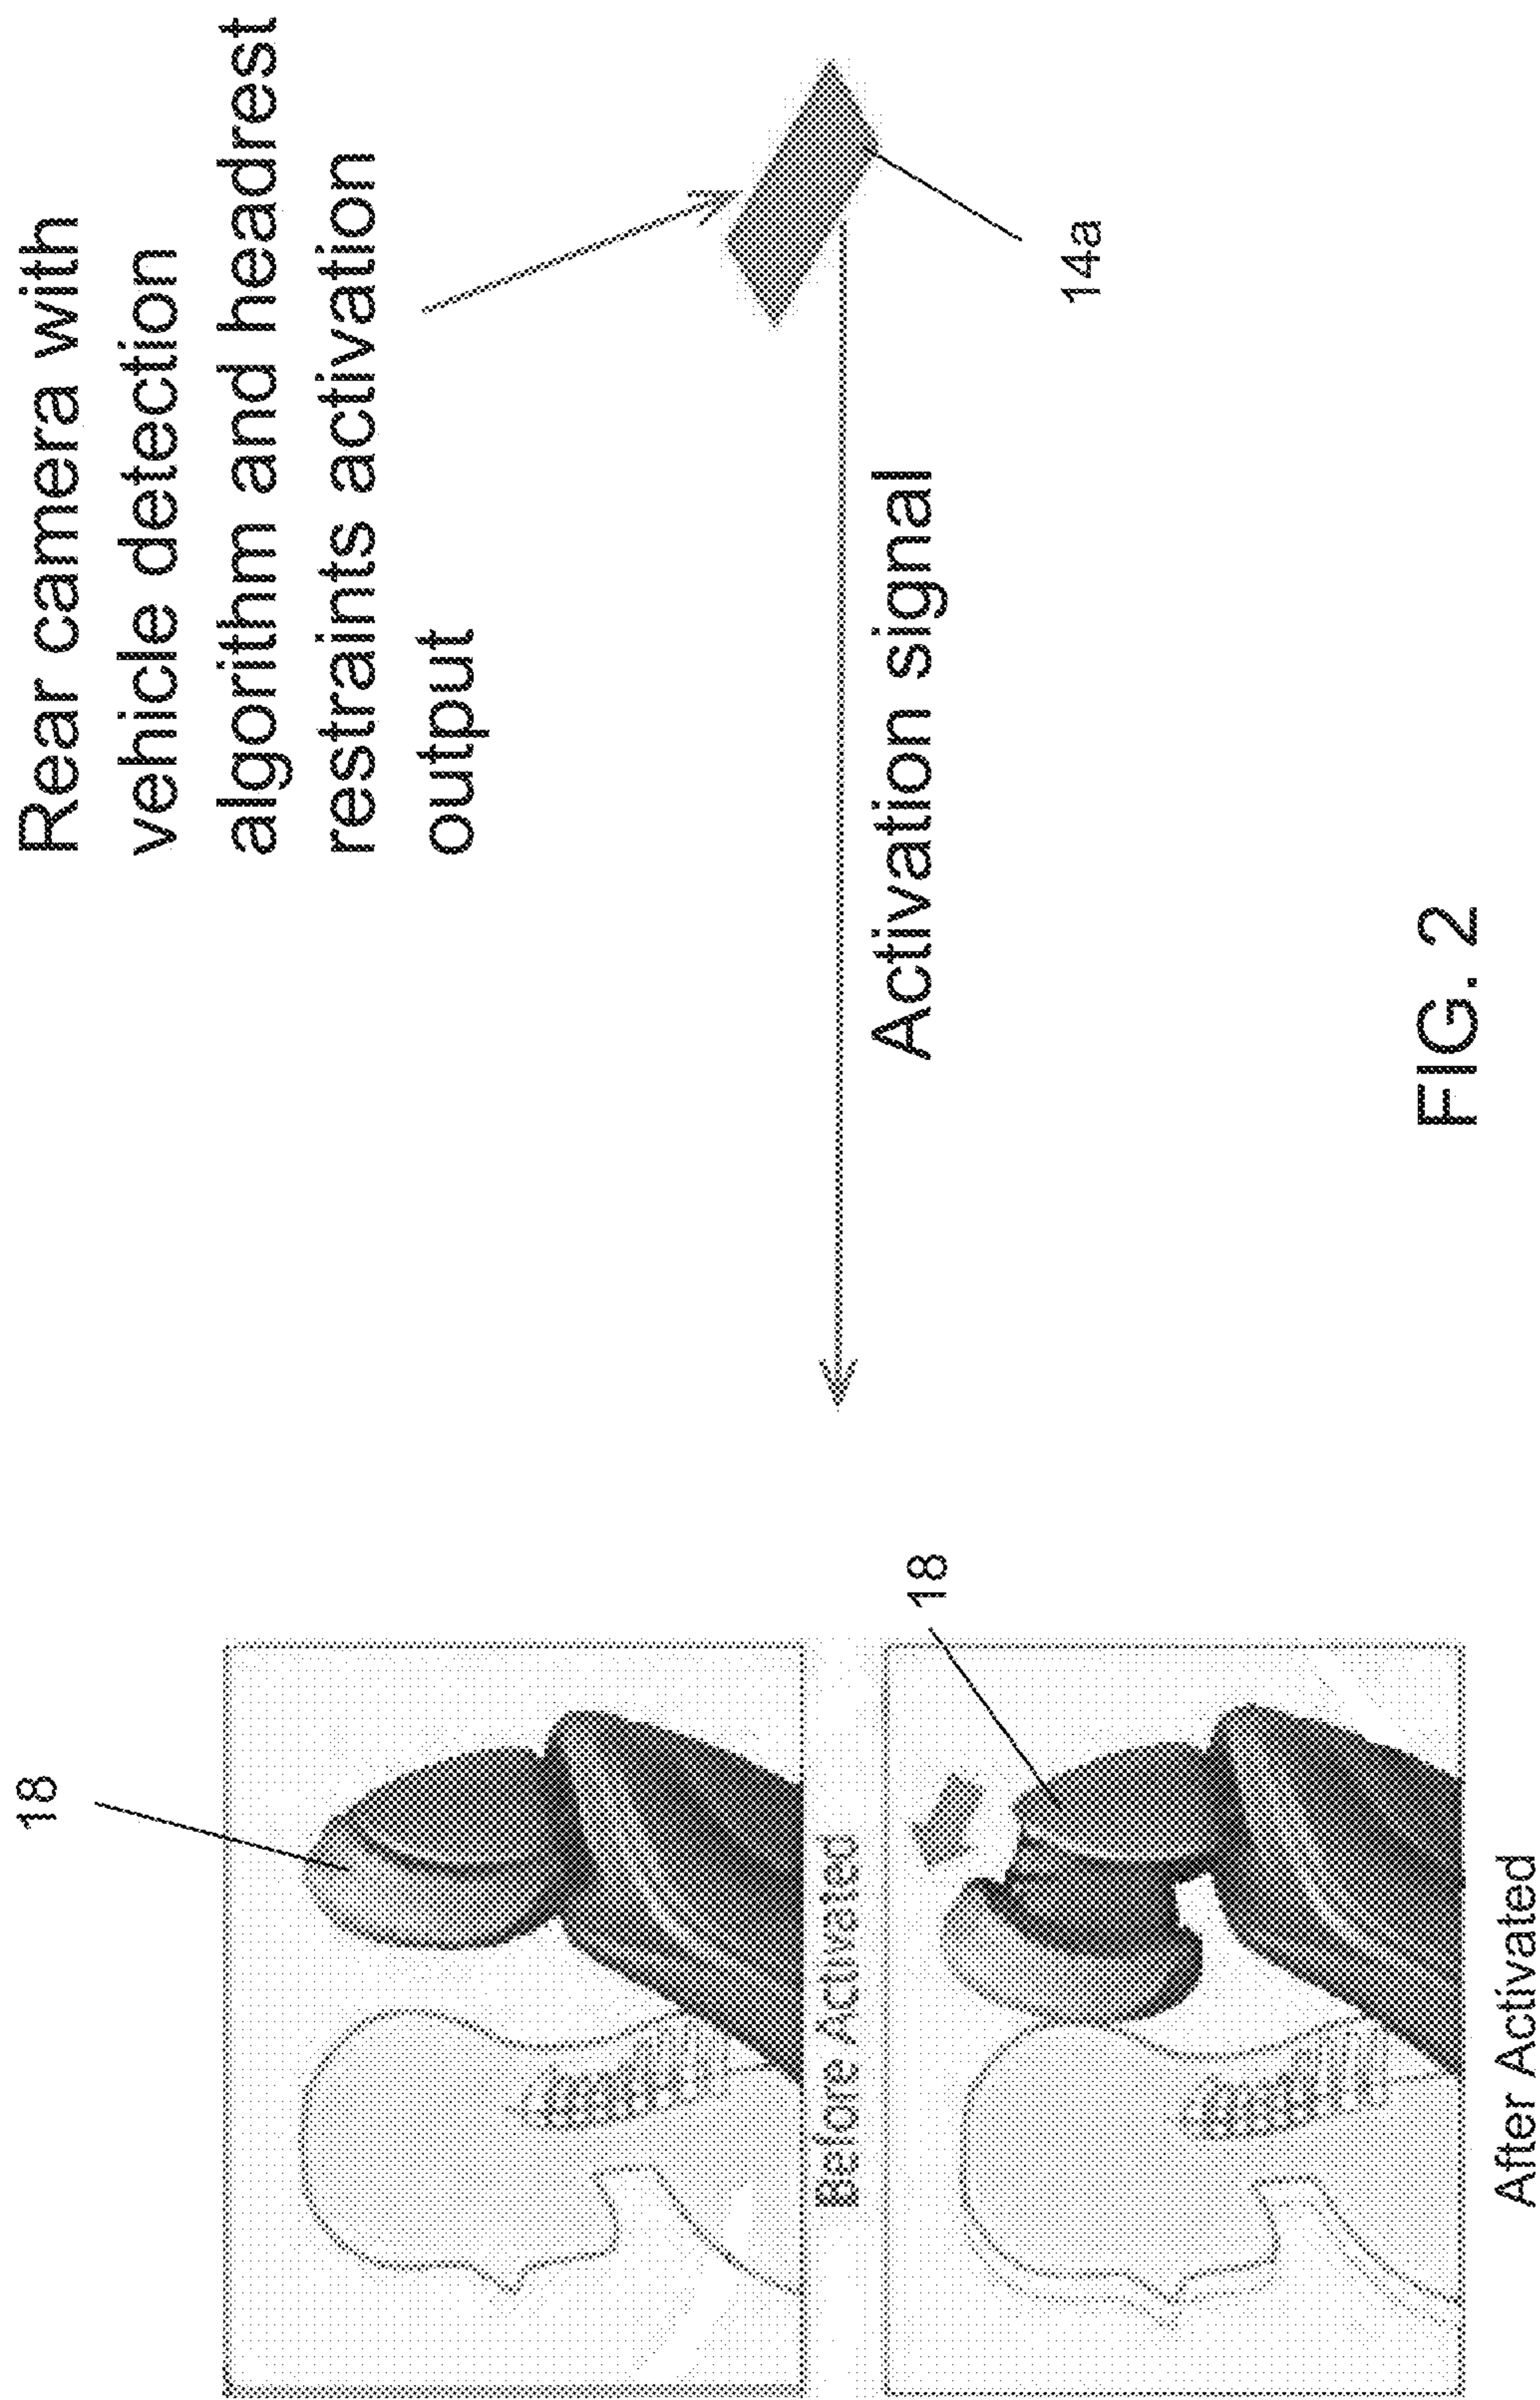 Rear camera with
vehicle detection
algorithm and headrest
restraints activation
output
18
Before Activated
18
After Activated
Activation signal
14a
FIG. 2